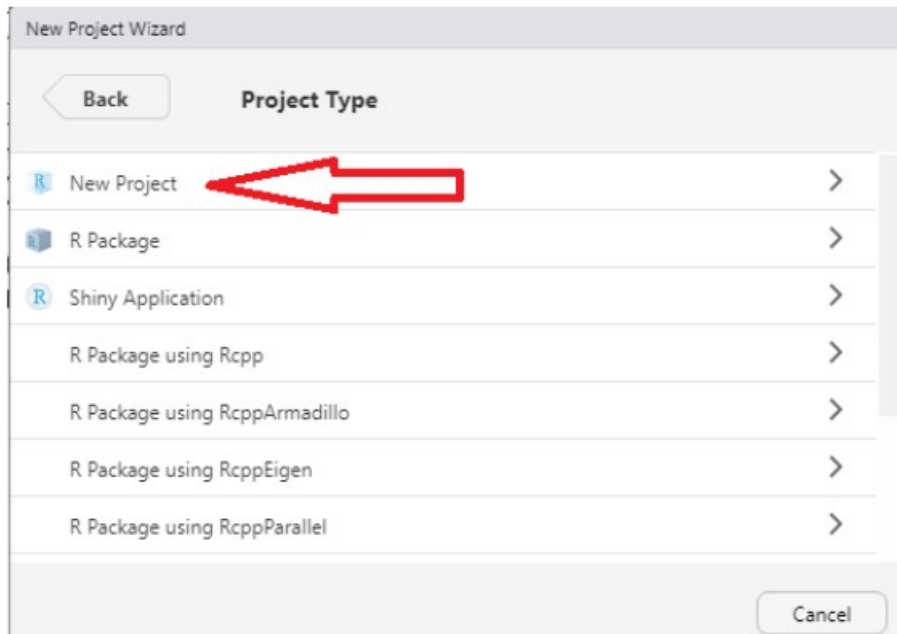 New Project Wizard
Back
Project Type
R New Project
R Package
R Shiny Application
R Package using Rcpp
R Package using RcppArmadillo
R Package using RcppEigen
R Package using RcppParallel
Cancel